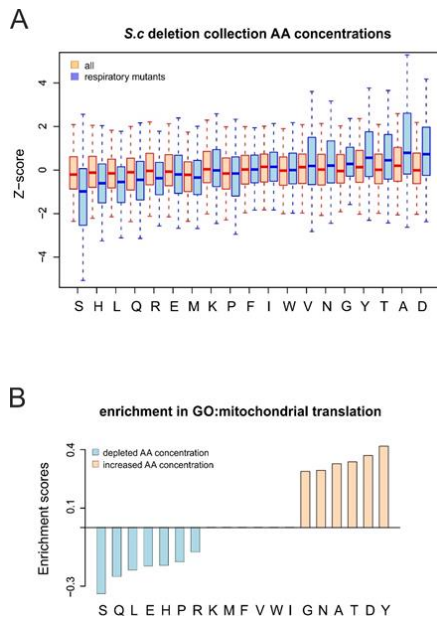 A
S.c deletion collection AA concentrations
all
respiratory mutants
Z-score
4
2
0
-2
-4
S H L Q R E M K P F I W V N G Y T A D
B
enrichment in GO:mitochondrial translation
depleted AA concentration
increased AA concentration
Enrichment scores
0.4
0.1
-0.3
S Q L E H P R K M F V W I G N A T D Y